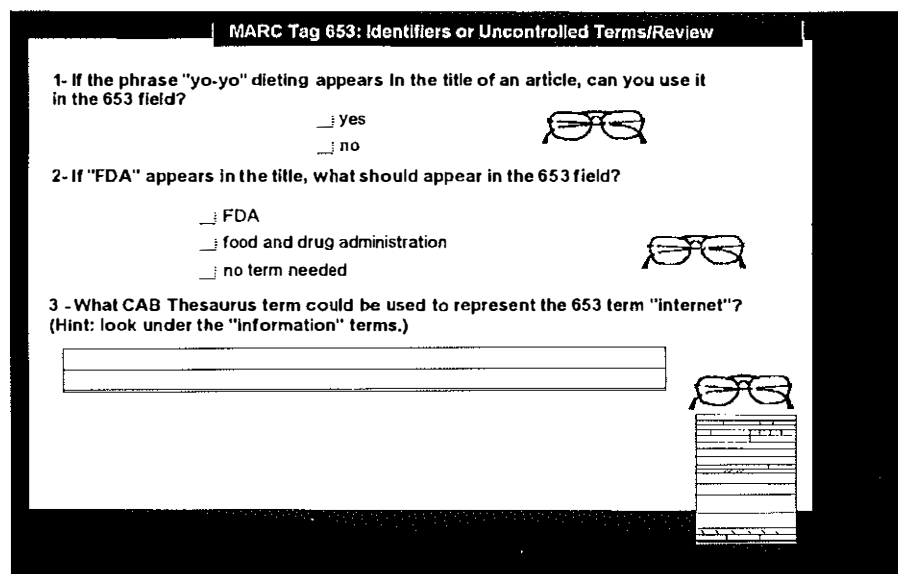 MARC Tag 653: Identifiers or Uncontrolled Terms/Review
1- If the phrase "yo-yo" dieting appears in the title of an article, can you use it
in the 653 field?
yes
no
2- If "FDA" appears in the title, what should appear in the 653 field?
FDA
food and drug administration
no term needed
3 - What CAB Thesaurus term could be used to represent the 653 term "internet"?
(Hint: look under the "information" terms.)